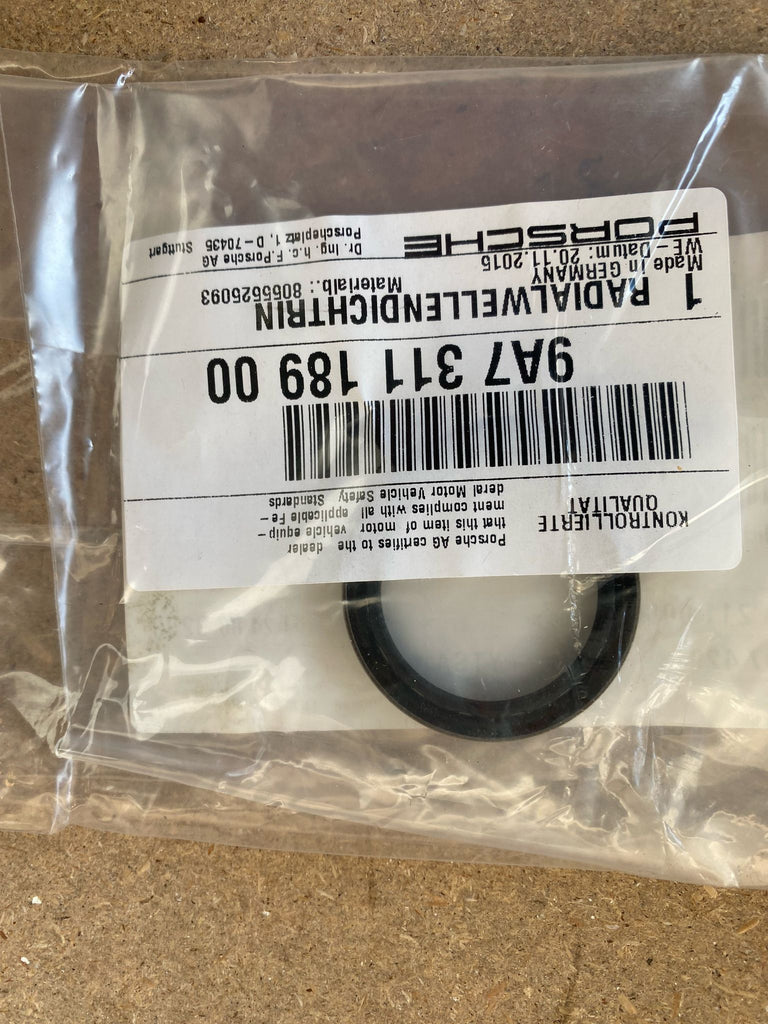 PORSCHE
Dr. Ing. h.c. F.Porsche AG
Porscheplatz 1, D-70435 Stuttgart
WE-Datum: 20.11.2015
Made in GERMANY
Materialb.: 8055525093
1 RADIALWELLENDICHTRIN
9A7 311 189 00
KONTROLLIERTE
QUALITÄT
Porsche AG certifies to the dealer
that this item of motor vehicle equip-
ment complies with all applicable Fe-
deral Motor Vehicle Safety Standards